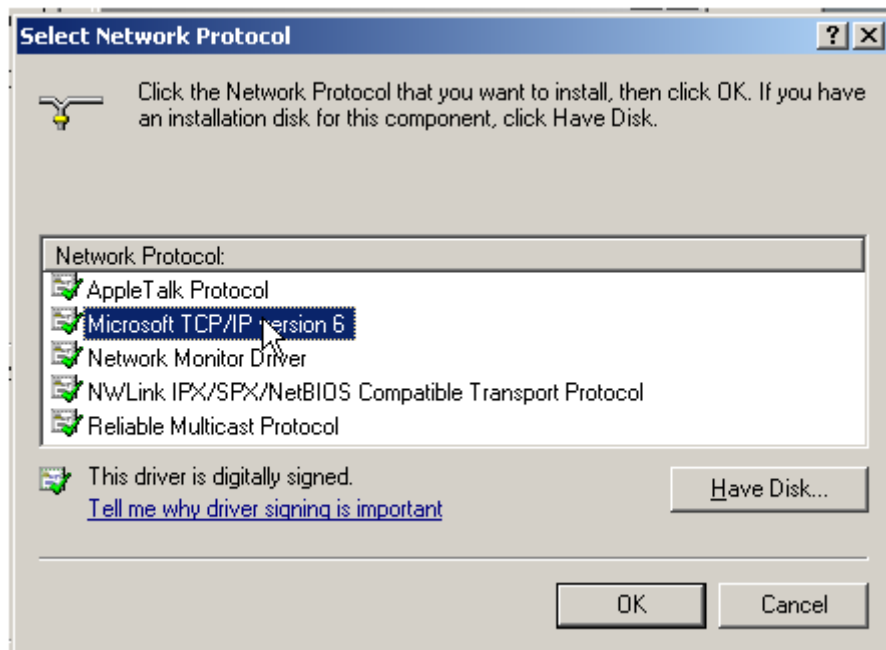 Select Network Protocol
Click the Network Protocol that you want to install, then click OK. If you have
an installation disk for this component, click Have Disk.
Network Protocol:
AppleTalk Protocol
Microsoft TCP/IP version 6
Network Monitor Driver
NWLink IPX/SPX/NetBIOS Compatible Transport Protocol
Reliable Multicast Protocol
This driver is digitally signed.
Tell me why driver signing is important
Have Disk...
OK
Cancel